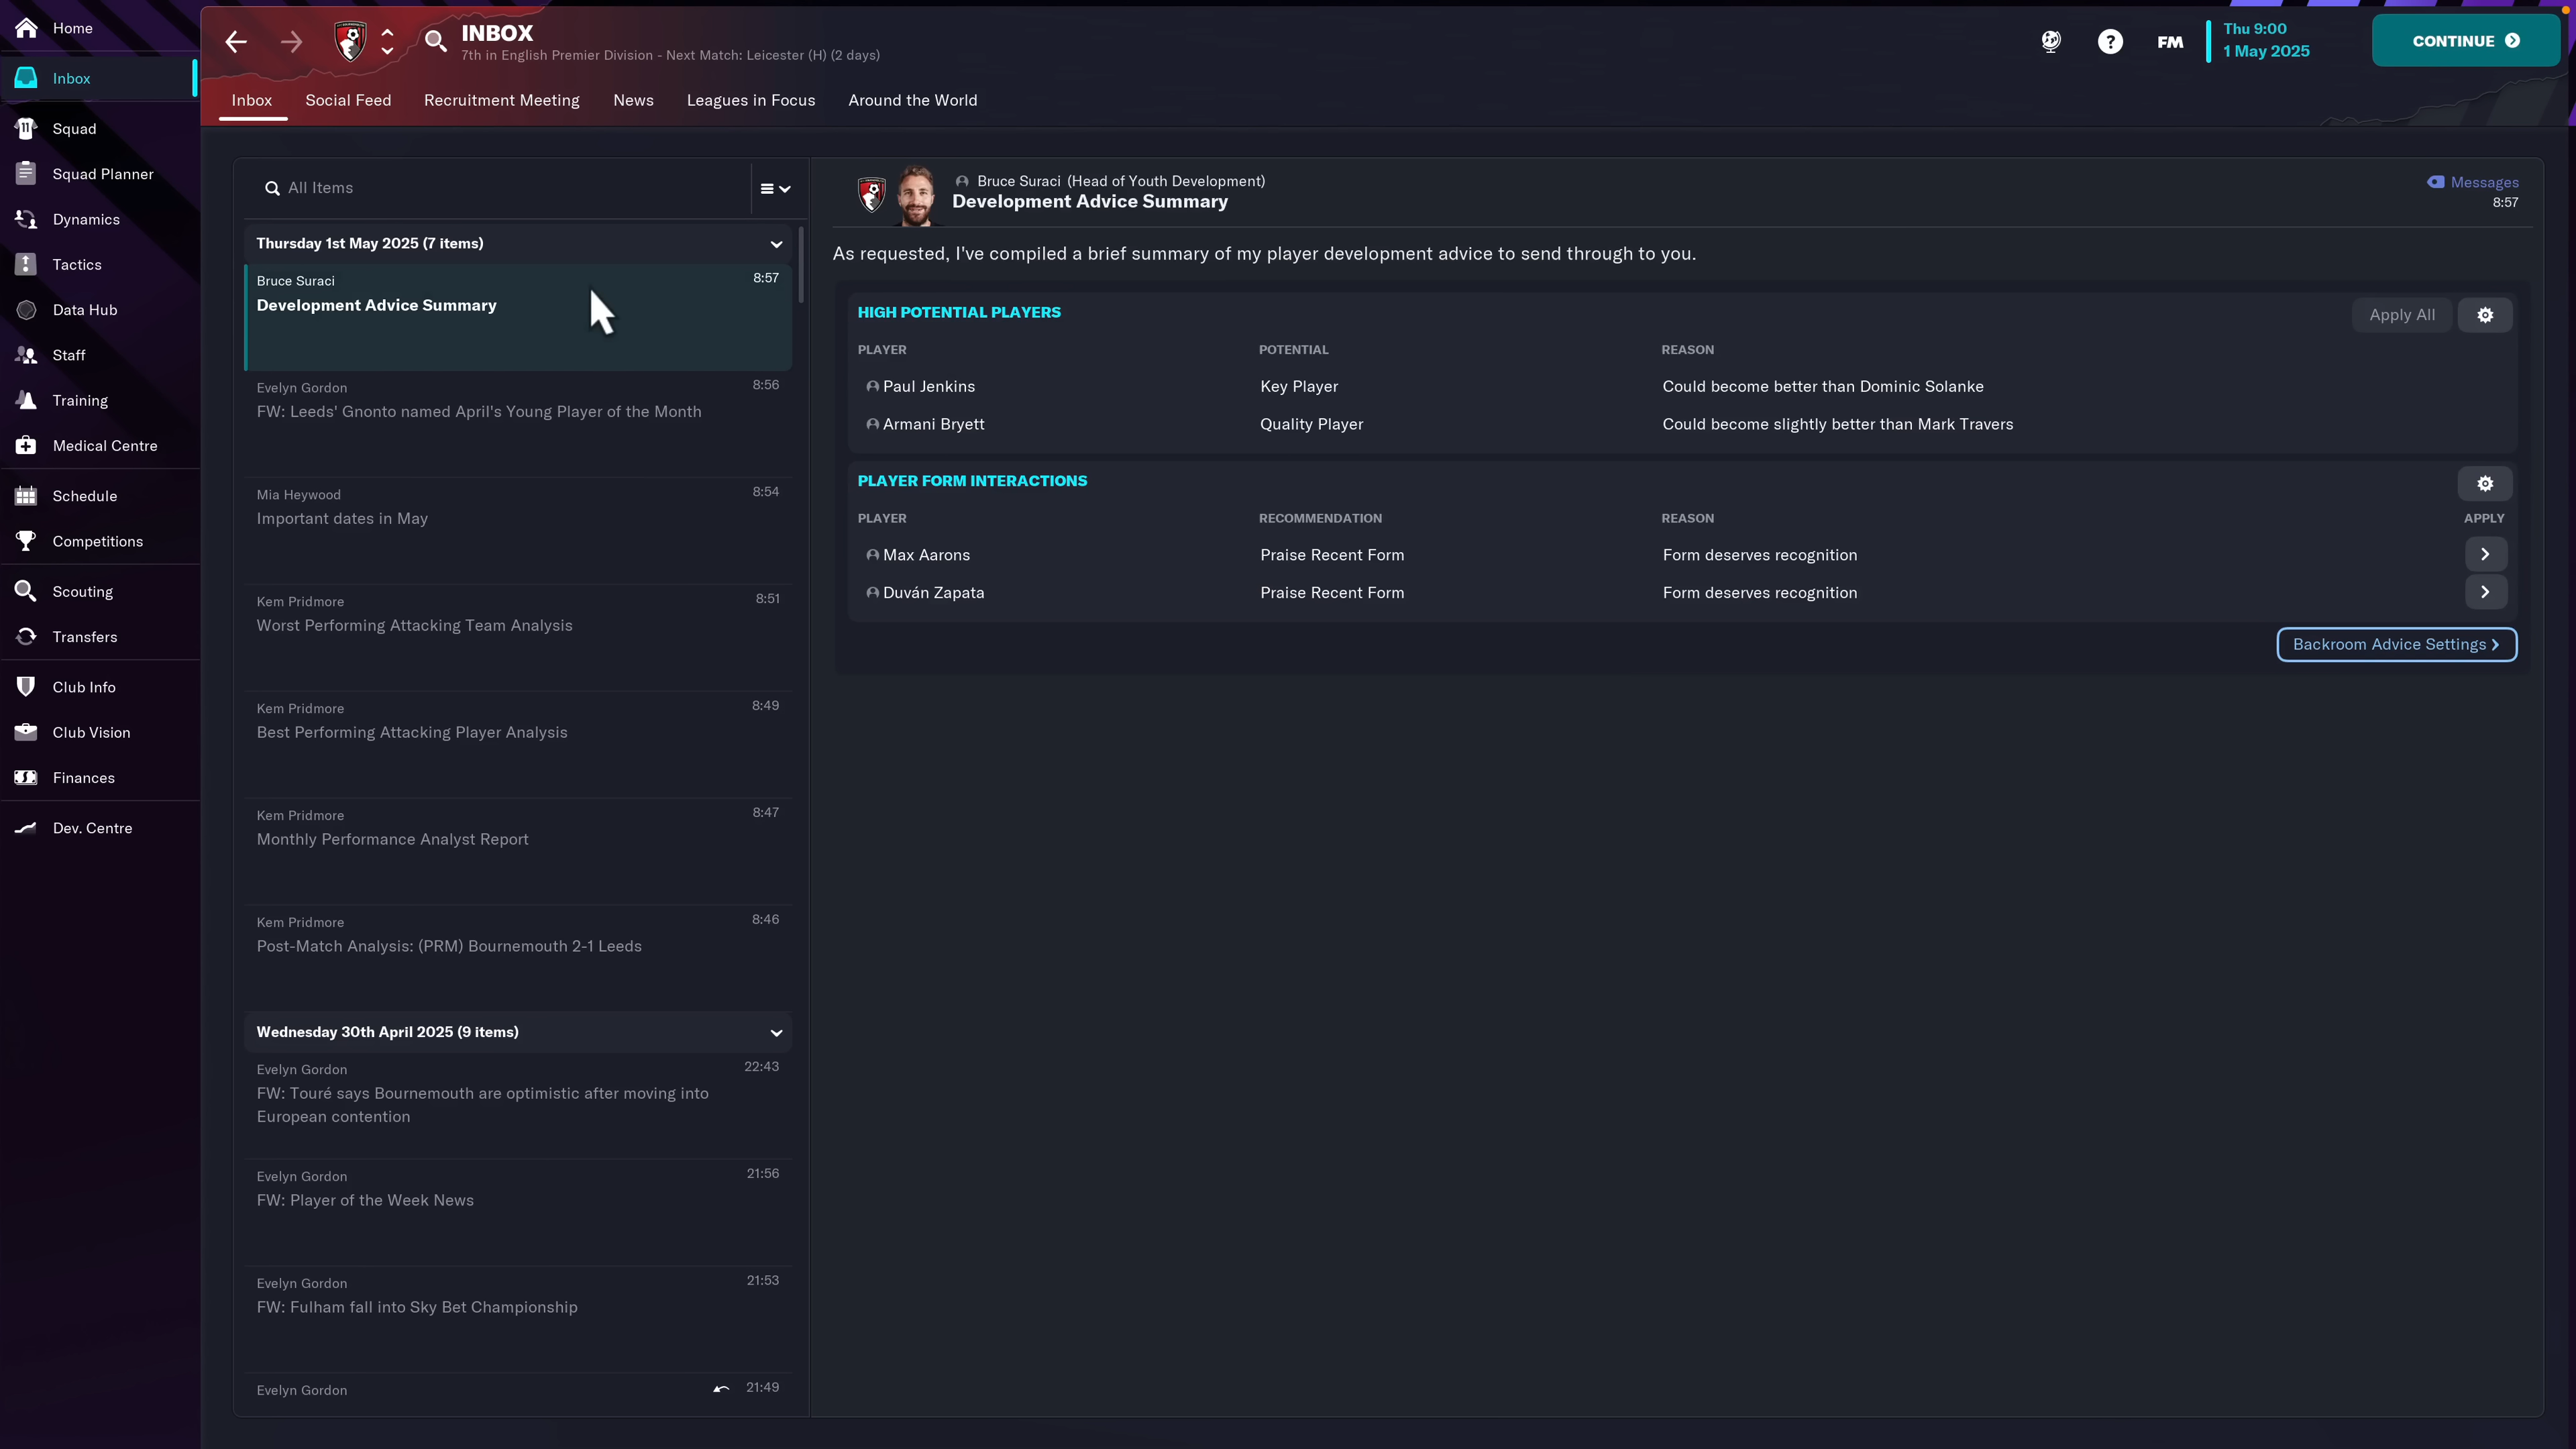 Home
Inbox
Squad
Squad Planner
Dynamics
Tactics
Data Hub
Staff
Training
Medical Centre
Schedule
Competitions
Scouting
Transfers
Club Info
Club Vision
Finances
Dev. Centre
INBOX
7th in English Premier Division - Next Match: Leicester (H) (2 days)
FM
Thu 9:00
1 May 2025
CONTINUE
Inbox Social Feed Recruitment Meeting News Leagues in Focus Around the World
All Items
Thursday 1st May 2025 (7 items)
Bruce Suraci 8:57
Development Advice Summary
Evelyn Gordon 8:56
FW: Leeds' Gnonto named April's Young Player of the Month
Mia Heywood 8:54
Important dates in May
Kem Pridmore 8:51
Worst Performing Attacking Team Analysis
Kem Pridmore 8:49
Best Performing Attacking Player Analysis
Kem Pridmore 8:47
Monthly Performance Analyst Report
Kem Pridmore 8:46
Post-Match Analysis: (PRM) Bournemouth 2-1 Leeds
Wednesday 30th April 2025 (9 items)
Evelyn Gordon 22:43
FW: Touré says Bournemouth are optimistic after moving into
European contention
Evelyn Gordon 21:56
FW: Player of the Week News
Evelyn Gordon 21:53
FW: Fulham fall into Sky Bet Championship
Evelyn Gordon 21:49
Bruce Suraci (Head of Youth Development)
Development Advice Summary
Messages
8:57
As requested, I've compiled a brief summary of my player development advice to send through to you.
HIGH POTENTIAL PLAYERS
Apply All
PLAYER POTENTIAL REASON
Paul Jenkins Key Player Could become better than Dominic Solanke
Armani Bryett Quality Player Could become slightly better than Mark Travers
PLAYER FORM INTERACTIONS
PLAYER RECOMMENDATION REASON APPLY
Max Aarons Praise Recent Form Form deserves recognition
Duván Zapata Praise Recent Form Form deserves recognition
Backroom Advice Settings